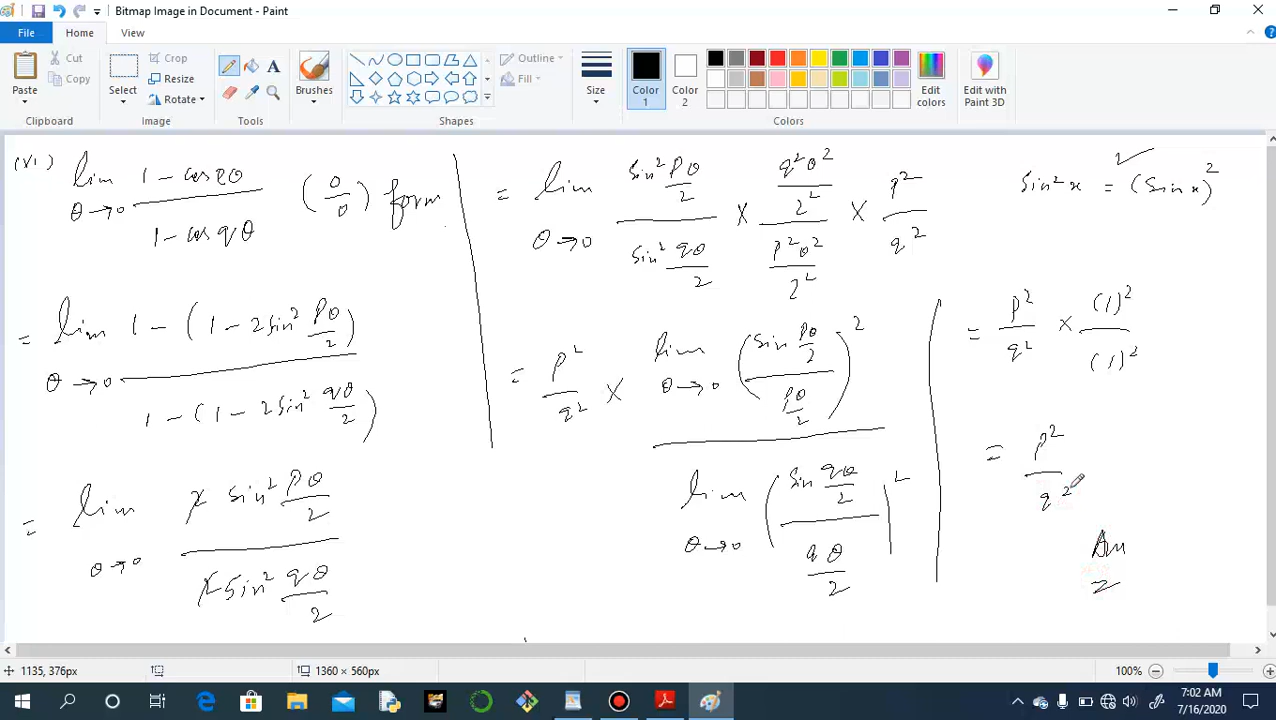 Bitmap Image in Document - Paint
File Home View
Paste
Cut
Copy
Clipboard
Select
Crop
Resize
Rotate
Image
Tools
Brushes
Outline
Fill
Shapes
Size
Color 1
Color 2
Edit colors
Colors
Edit with Paint 3D
(VI) lim θ→0 (1 - cos pθ)/(1 - cos qθ) (0/0) form
= lim θ→0 (1 - (1 - 2sin² pθ/2))/(1 - (1 - 2sin² qθ/2))
= lim θ→0 (2 sin² pθ/2)/(2 sin² qθ/2)
= lim θ→0 (sin² pθ/2)/(sin² qθ/2) × (q²θ²/2²)/(p²θ²/2²) × p²/q²
= p²/q² × lim θ→0 ((sin pθ/2)/(pθ/2))² / lim θ→0 ((sin qθ/2)/(qθ/2))²
sin² x = (sin x)²
= p²/q² × (1)²/(1)²
= p²/q²
Ans
1135, 376px
1360 × 560px
100%
7:02 AM
7/16/2020